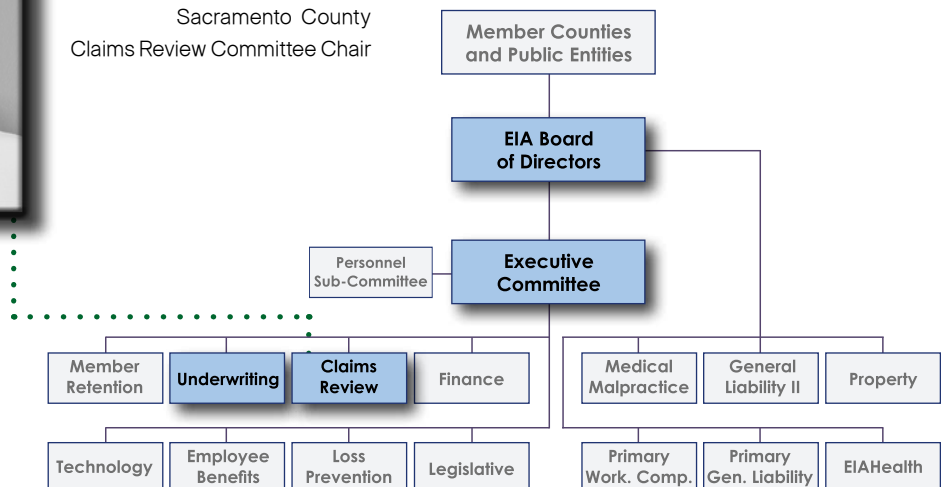 Sacramento County
Claims Review Committee Chair
Member Counties
and Public Entities
EIA Board
of Directors
Executive
Committee
Personnel
Sub-Committee
Member
Retention
Underwriting
Claims
Review
Finance
Medical
Malpractice
General
Liability II
Property
Technology
Employee
Benefits
Loss
Prevention
Legislative
Primary
Work. Comp.
Primary
Gen. Liability
EIAHealth